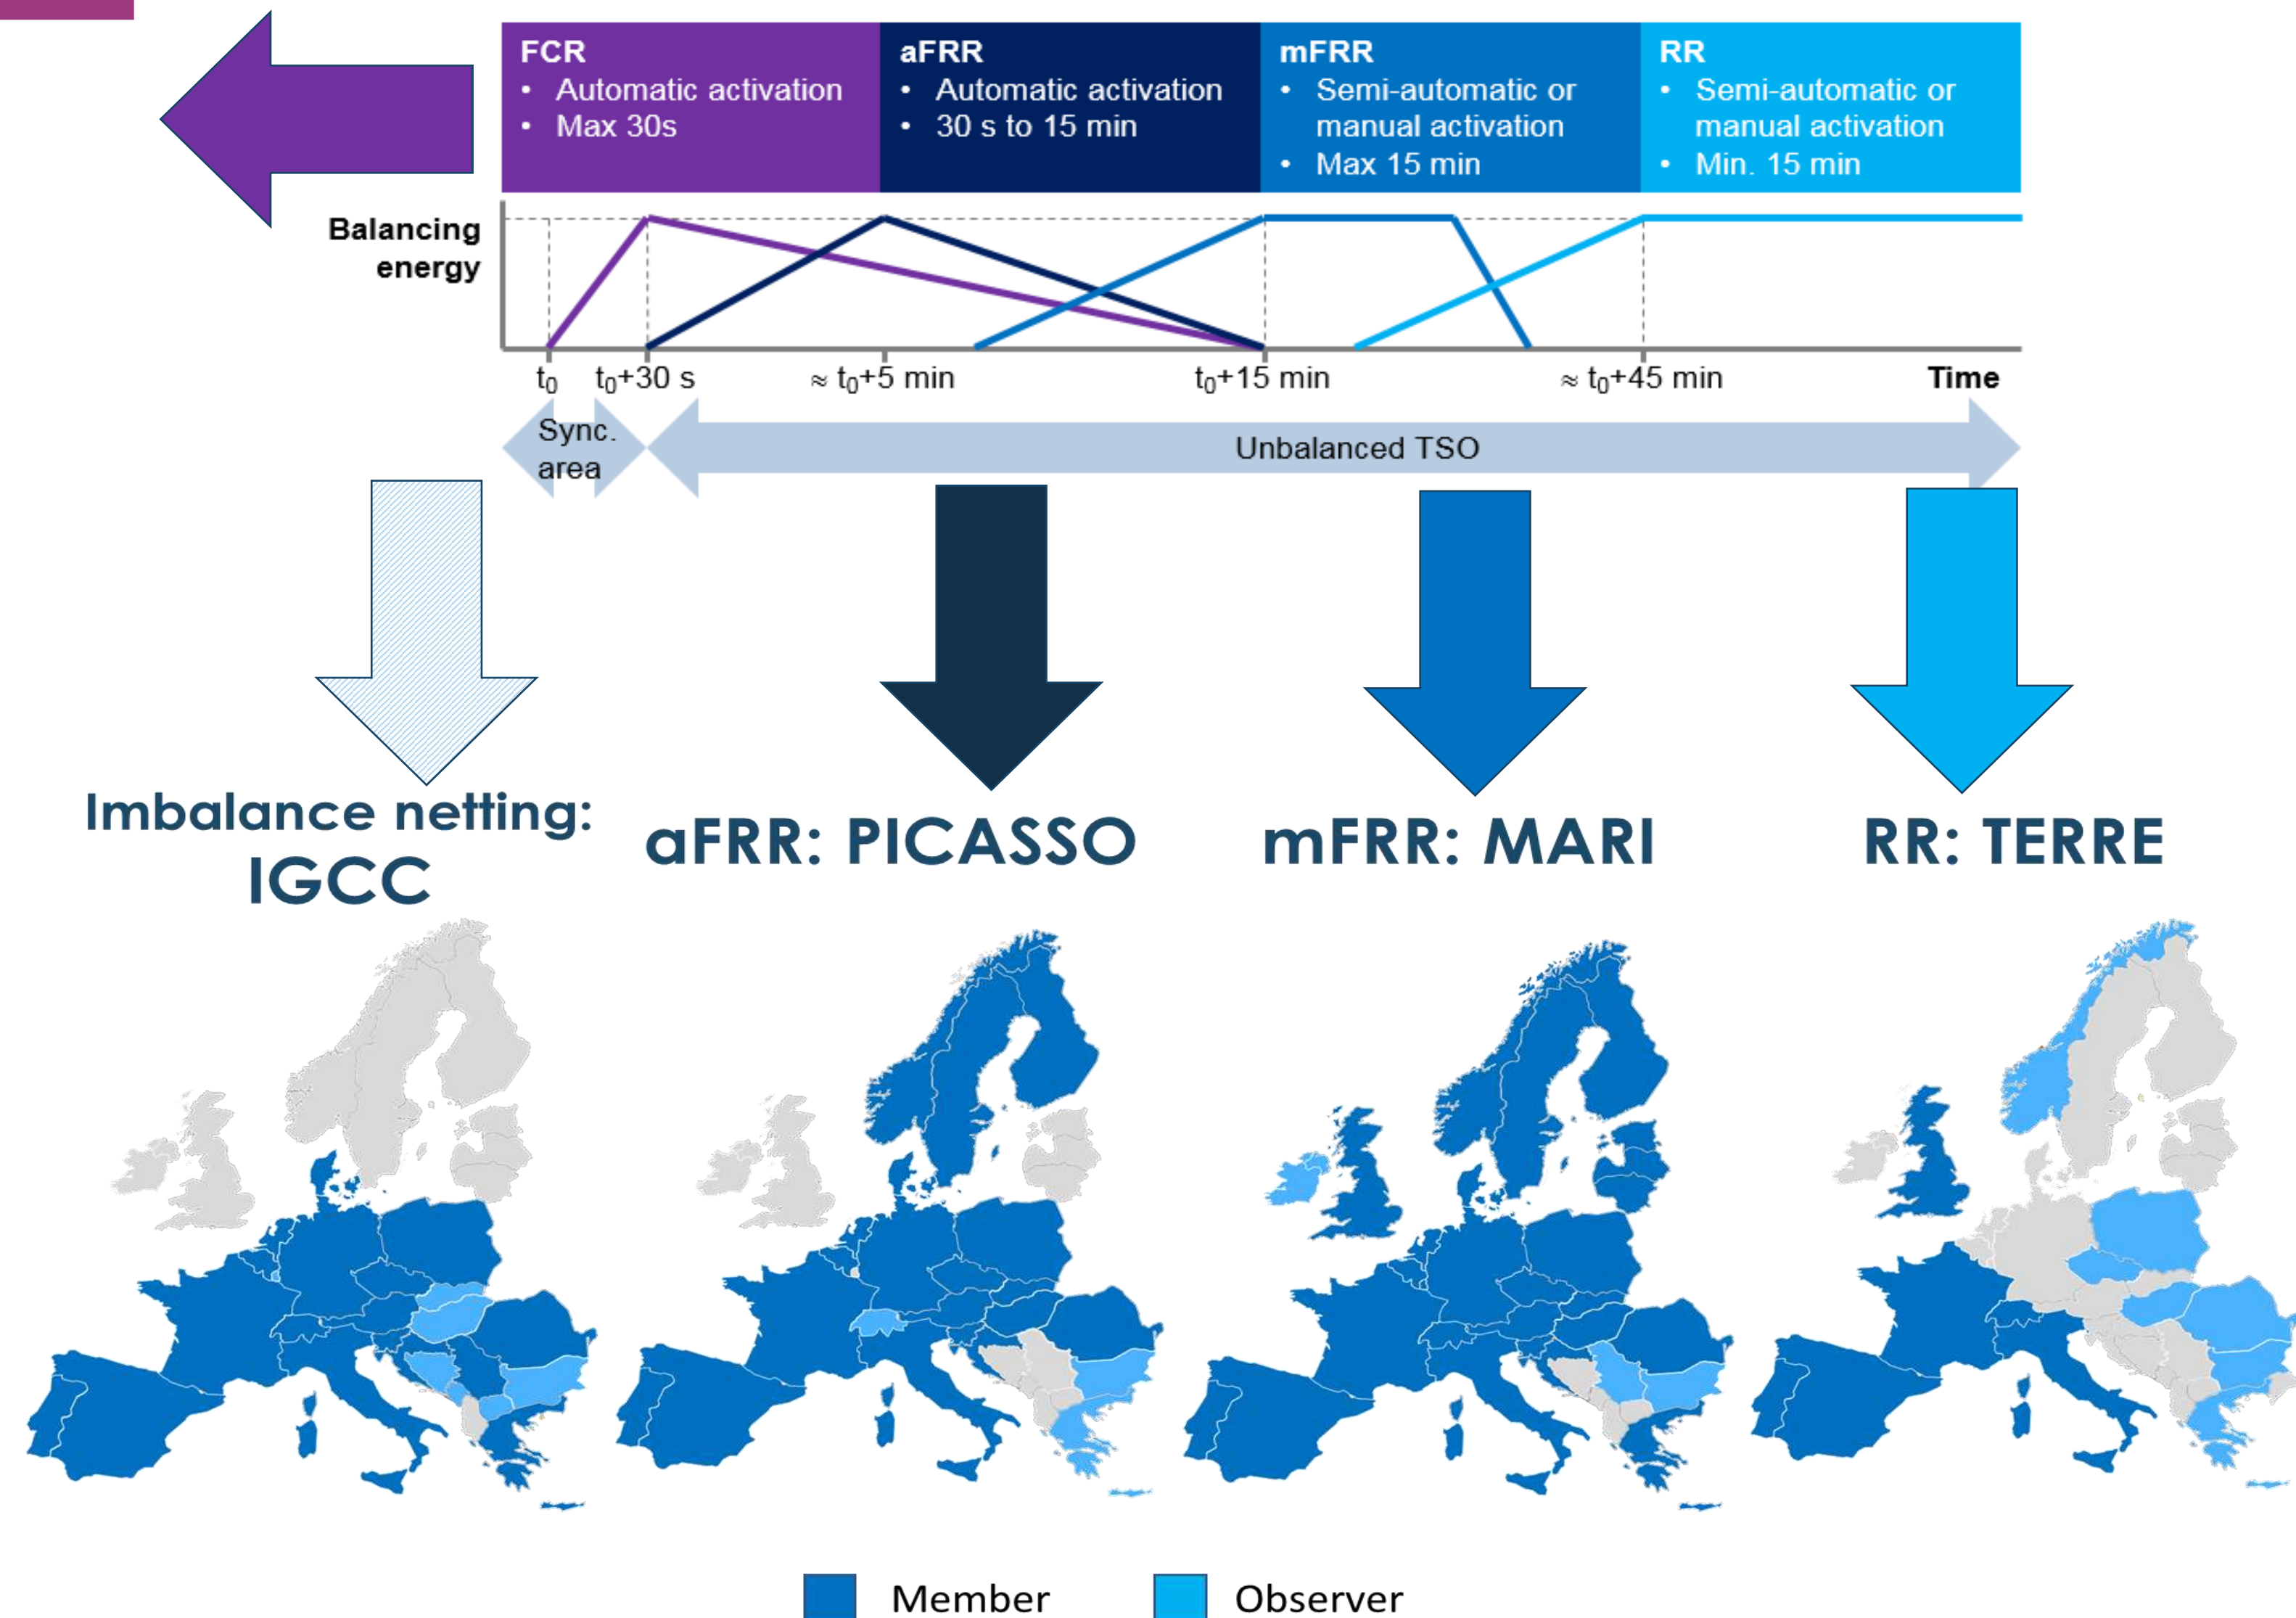 FCR
• Automatic activation
• Max 30s
aFRR
• Automatic activation
• 30 s to 15 min
mFRR
• Semi-automatic or
manual activation
• Max 15 min
RR
• Semi-automatic or
manual activation
• Min. 15 min
Balancing
energy
t₀
t₀+30 s
≈ t₀+5 min
t₀+15 min
≈ t₀+45 min
Time
Sync.
area
Unbalanced TSO
Imbalance netting:
IGCC
aFRR: PICASSO
mFRR: MARI
RR: TERRE
Member
Observer